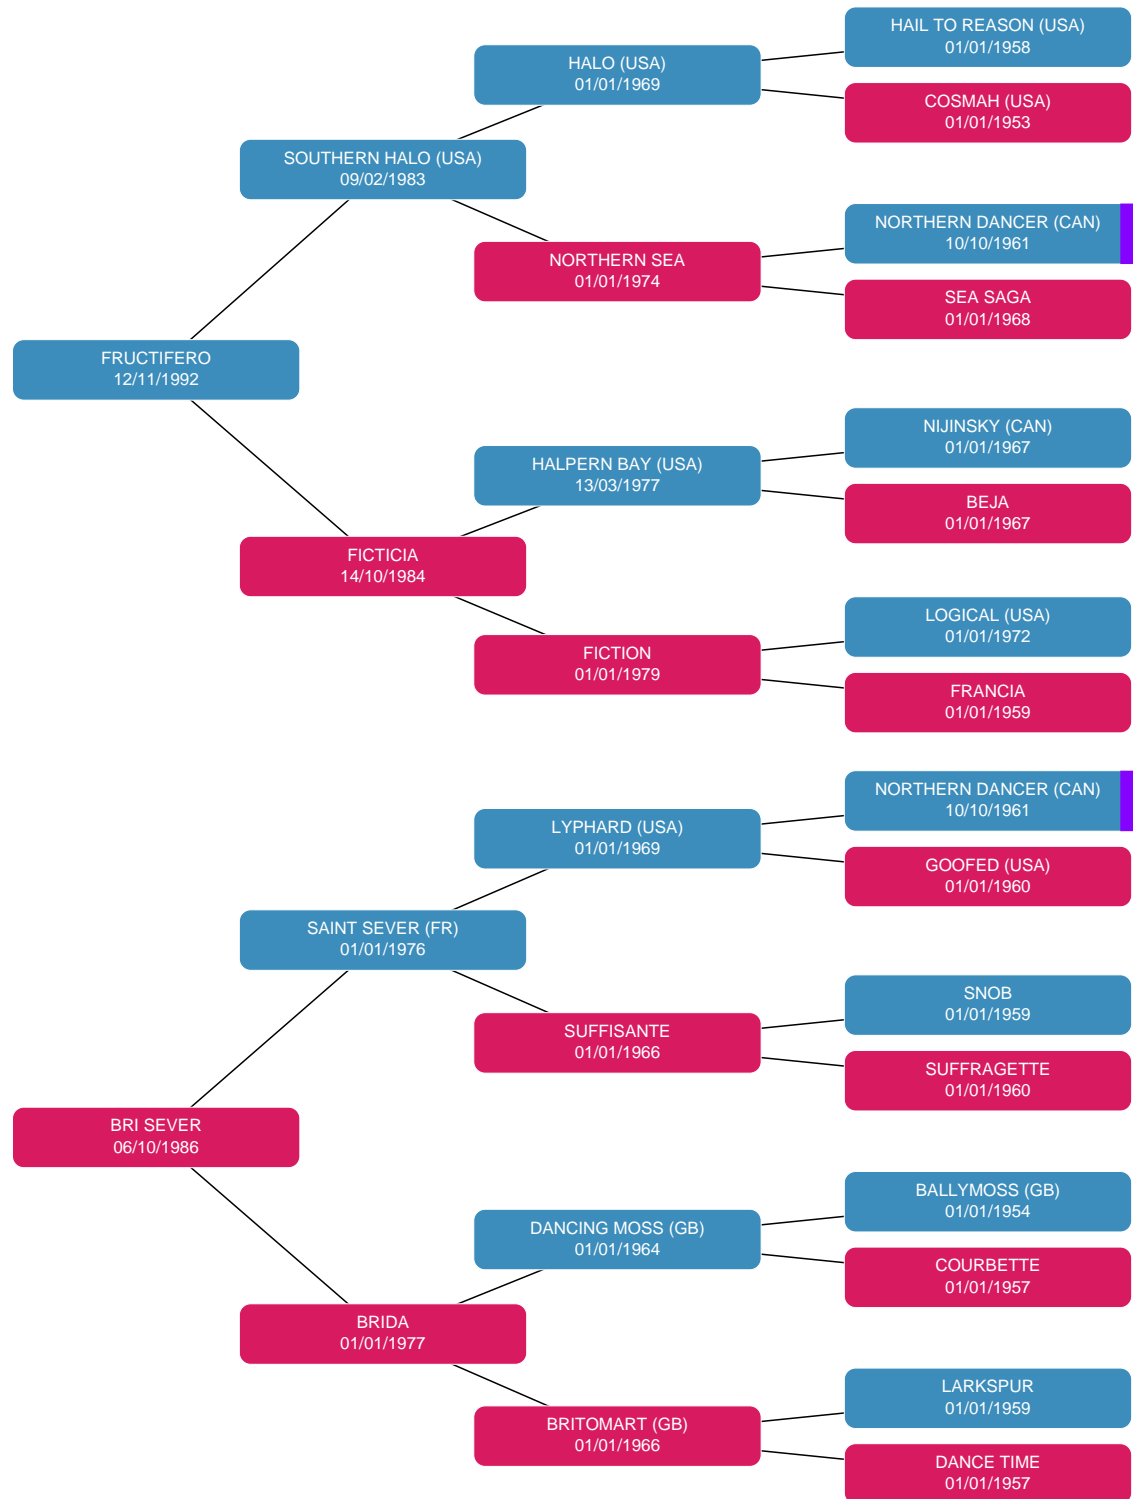 HAIL TO REASON (USA)
01/01/1958
HALO (USA)
01/01/1969
COSMAH (USA)
01/01/1953
SOUTHERN HALO (USA)
09/02/1983
NORTHERN DANCER (CAN)
10/10/1961
NORTHERN SEA
01/01/1974
SEA SAGA
01/01/1968
FRUCTIFERO
12/11/1992
NIJINSKY (CAN)
01/01/1967
HALPERN BAY (USA)
13/03/1977
BEJA
01/01/1967
FICTICIA
14/10/1984
LOGICAL (USA)
01/01/1972
FICTION
01/01/1979
FRANCIA
01/01/1959
NORTHERN DANCER (CAN)
10/10/1961
LYPHARD (USA)
01/01/1969
GOOFED (USA)
01/01/1960
SAINT SEVER (FR)
01/01/1976
SNOB
01/01/1959
SUFFISANTE
01/01/1966
SUFFRAGETTE
01/01/1960
BRI SEVER
06/10/1986
BALLYMOSS (GB)
01/01/1954
DANCING MOSS (GB)
01/01/1964
COURBETTE
01/01/1957
BRIDA
01/01/1977
LARKSPUR
01/01/1959
BRITOMART (GB)
01/01/1966
DANCE TIME
01/01/1957